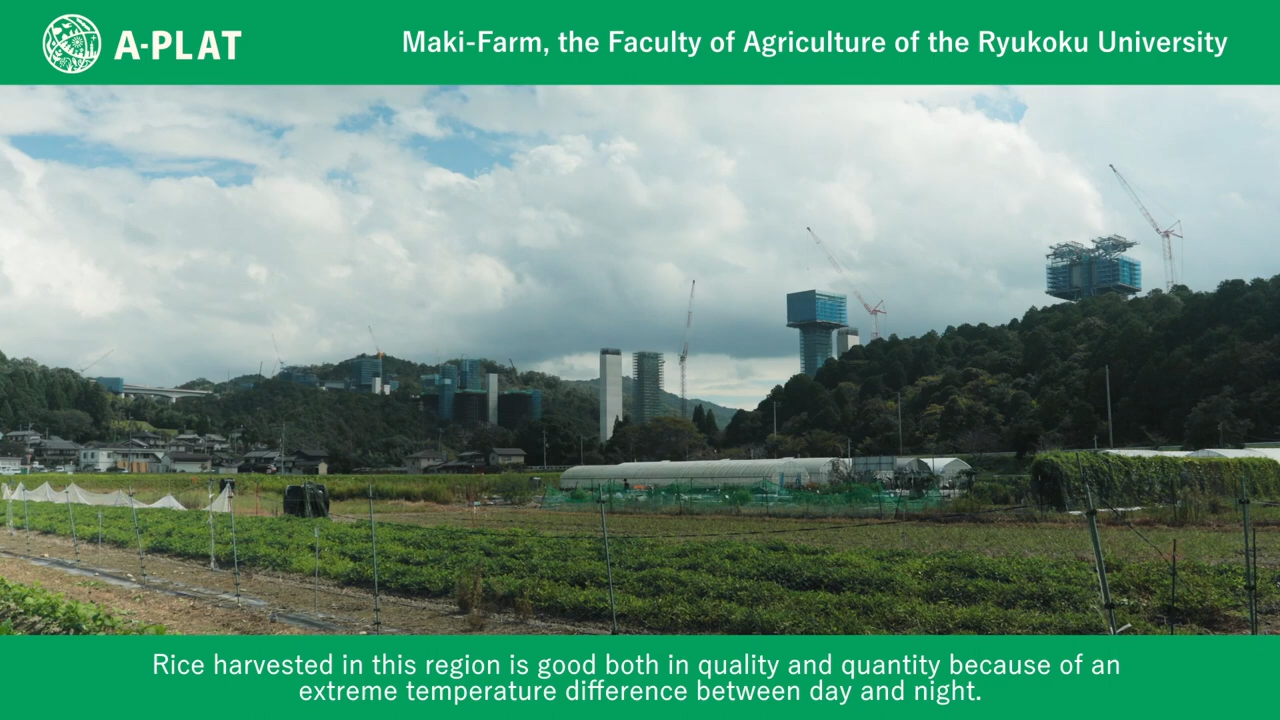 A-PLAT
Maki-Farm, the Faculty of Agriculture of the Ryukoku University
Rice harvested in this region is good both in quality and quantity because of an
extreme temperature difference between day and night.